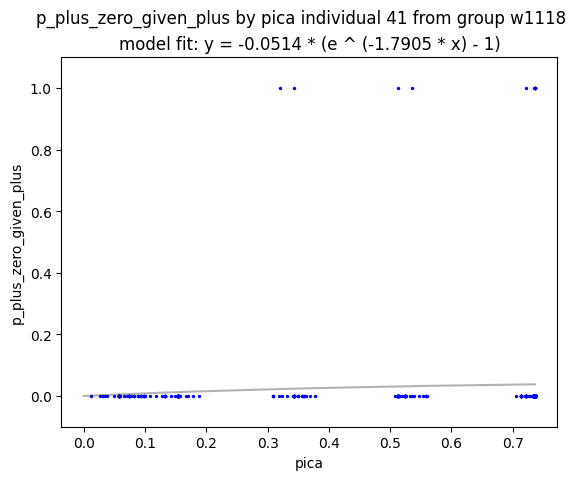 p_plus_zero_given_plus by pica individual 41 from group w1118
model fit: y = -0.0514 * (e ^ (-1.7905 * x) - 1)
1.0
0.8
0.6
0.4
0.2
0.0
p_plus_zero_given_plus
0.0 0.1 0.2 0.3 0.4 0.5 0.6 0.7
pica